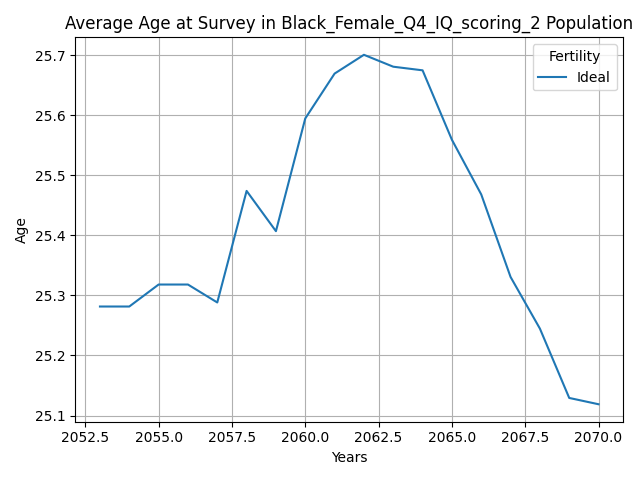 Average Age at Survey in Black_Female_Q4_IQ_scoring_2 Population
Fertility
Ideal
25.7
25.6
25.5
25.4
25.3
25.2
25.1
Age
2052.5 2055.0 2057.5 2060.0 2062.5 2065.0 2067.5 2070.0
Years